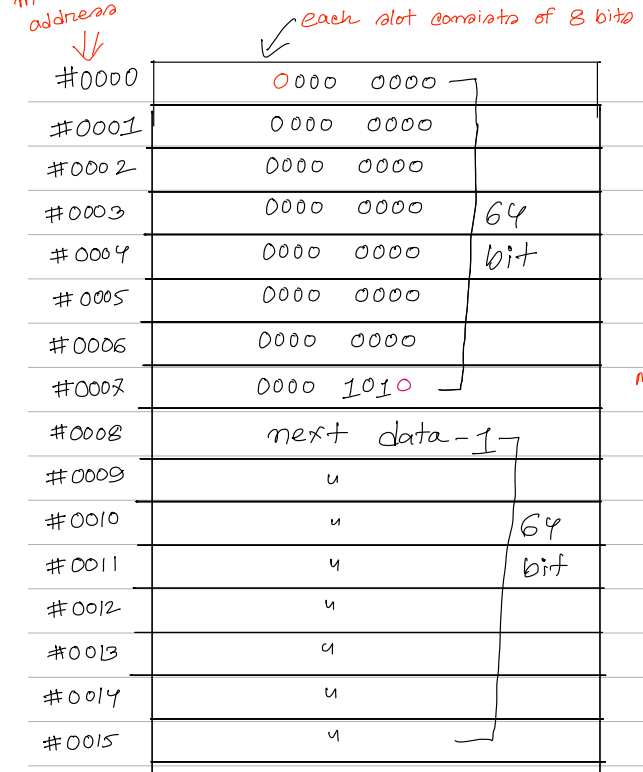 address
each slot consists of 8 bits
#0000 0000 0000
#0001 0000 0000
#0002 0000 0000
#0003 0000 0000 64
#0004 0000 0000 bit
#0005 0000 0000
#0006 0000 0000
#0007 0000 1010
#0008 next data-1
#0009 "
#0010 " 64
#0011 " bit
#0012 "
#0013 "
#0014 "
#0015 "